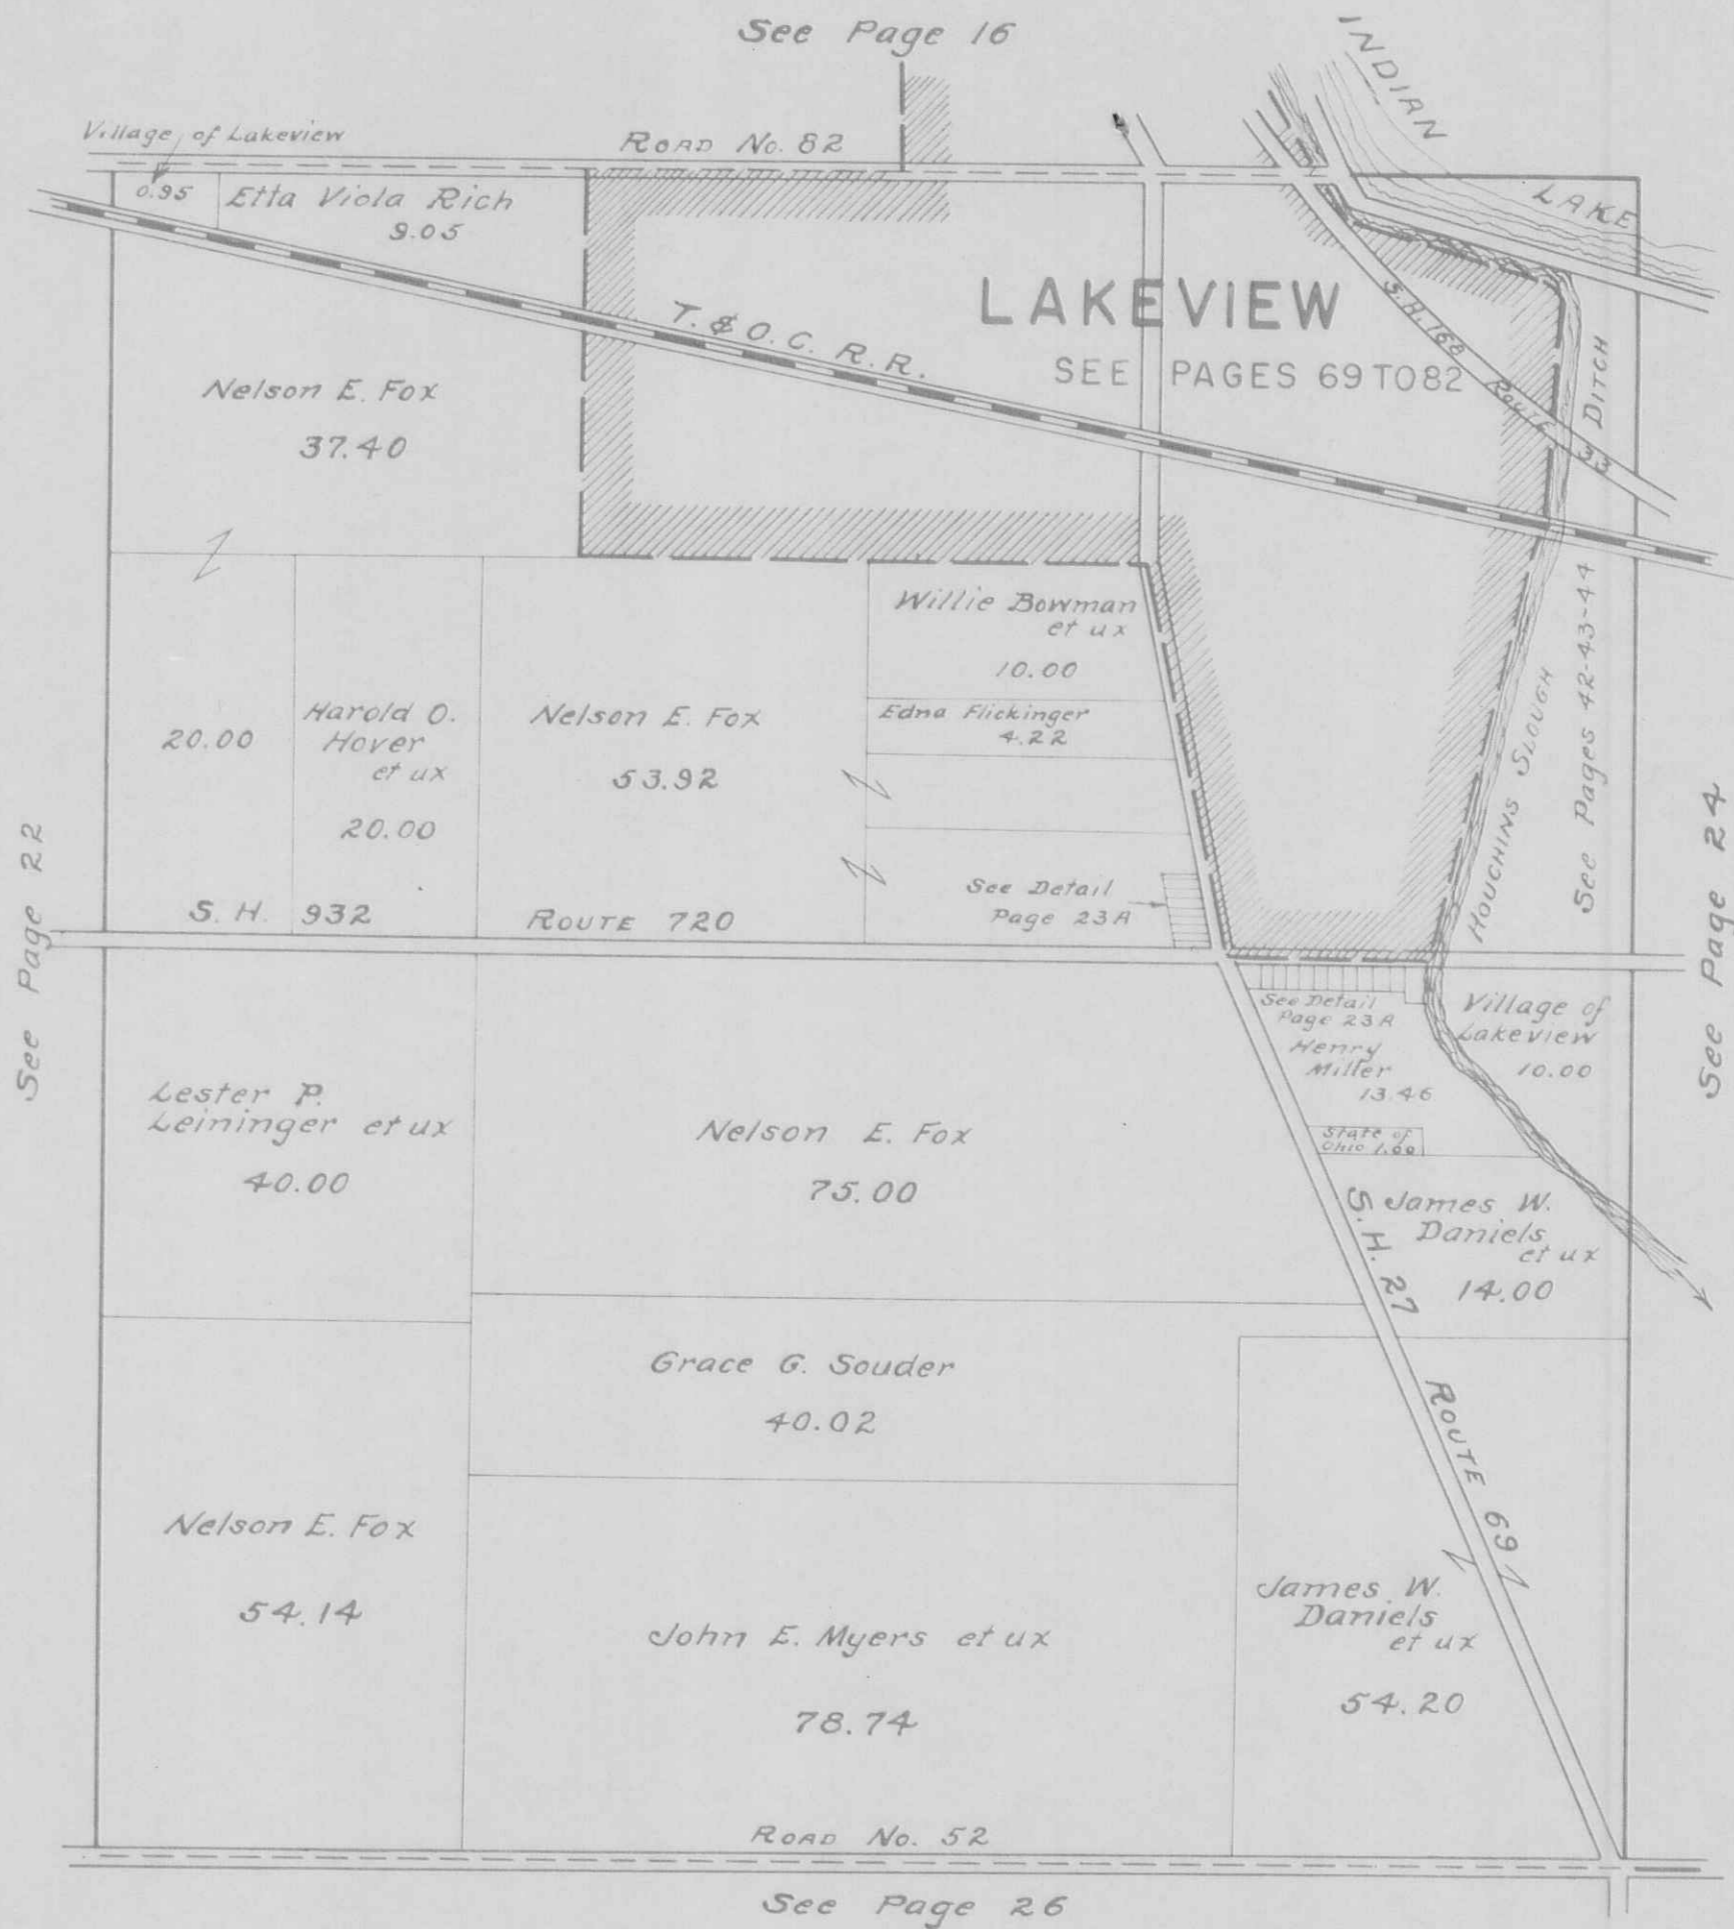 See Page 16
INDIAN
LAKE
Village of Lakeview
ROAD No. 82
0.95
Etta Viola Rich
9.05
T. & O. C. R. R.
LAKEVIEW
SEE PAGES 69 TO 82
S.H. 168
ROUTE 33
DITCH
Nelson E. Fox
37.40
Willie Bowman
et ux
10.00
Edna Flickinger
4.22
20.00
Harold O.
Hover
et ux
20.00
Nelson E. Fox
53.92
See Detail
Page 23A
HOUCHINS SLOUGH
See Pages 42-43-44
See Page 22
See Page 24
S. H. 932
ROUTE 720
See Detail
Page 23A
Henry
Miller
13.46
Village of
Lakeview
10.00
State of
Ohio 1.00
Lester P.
Leininger et ux
40.00
Nelson E. Fox
75.00
James W.
Daniels
et ux
14.00
S. H. 27
ROUTE 69
Grace G. Souder
40.02
Nelson E. Fox
54.14
John E. Myers et ux
78.74
James W.
Daniels
et ux
54.20
ROAD No. 52
See Page 26